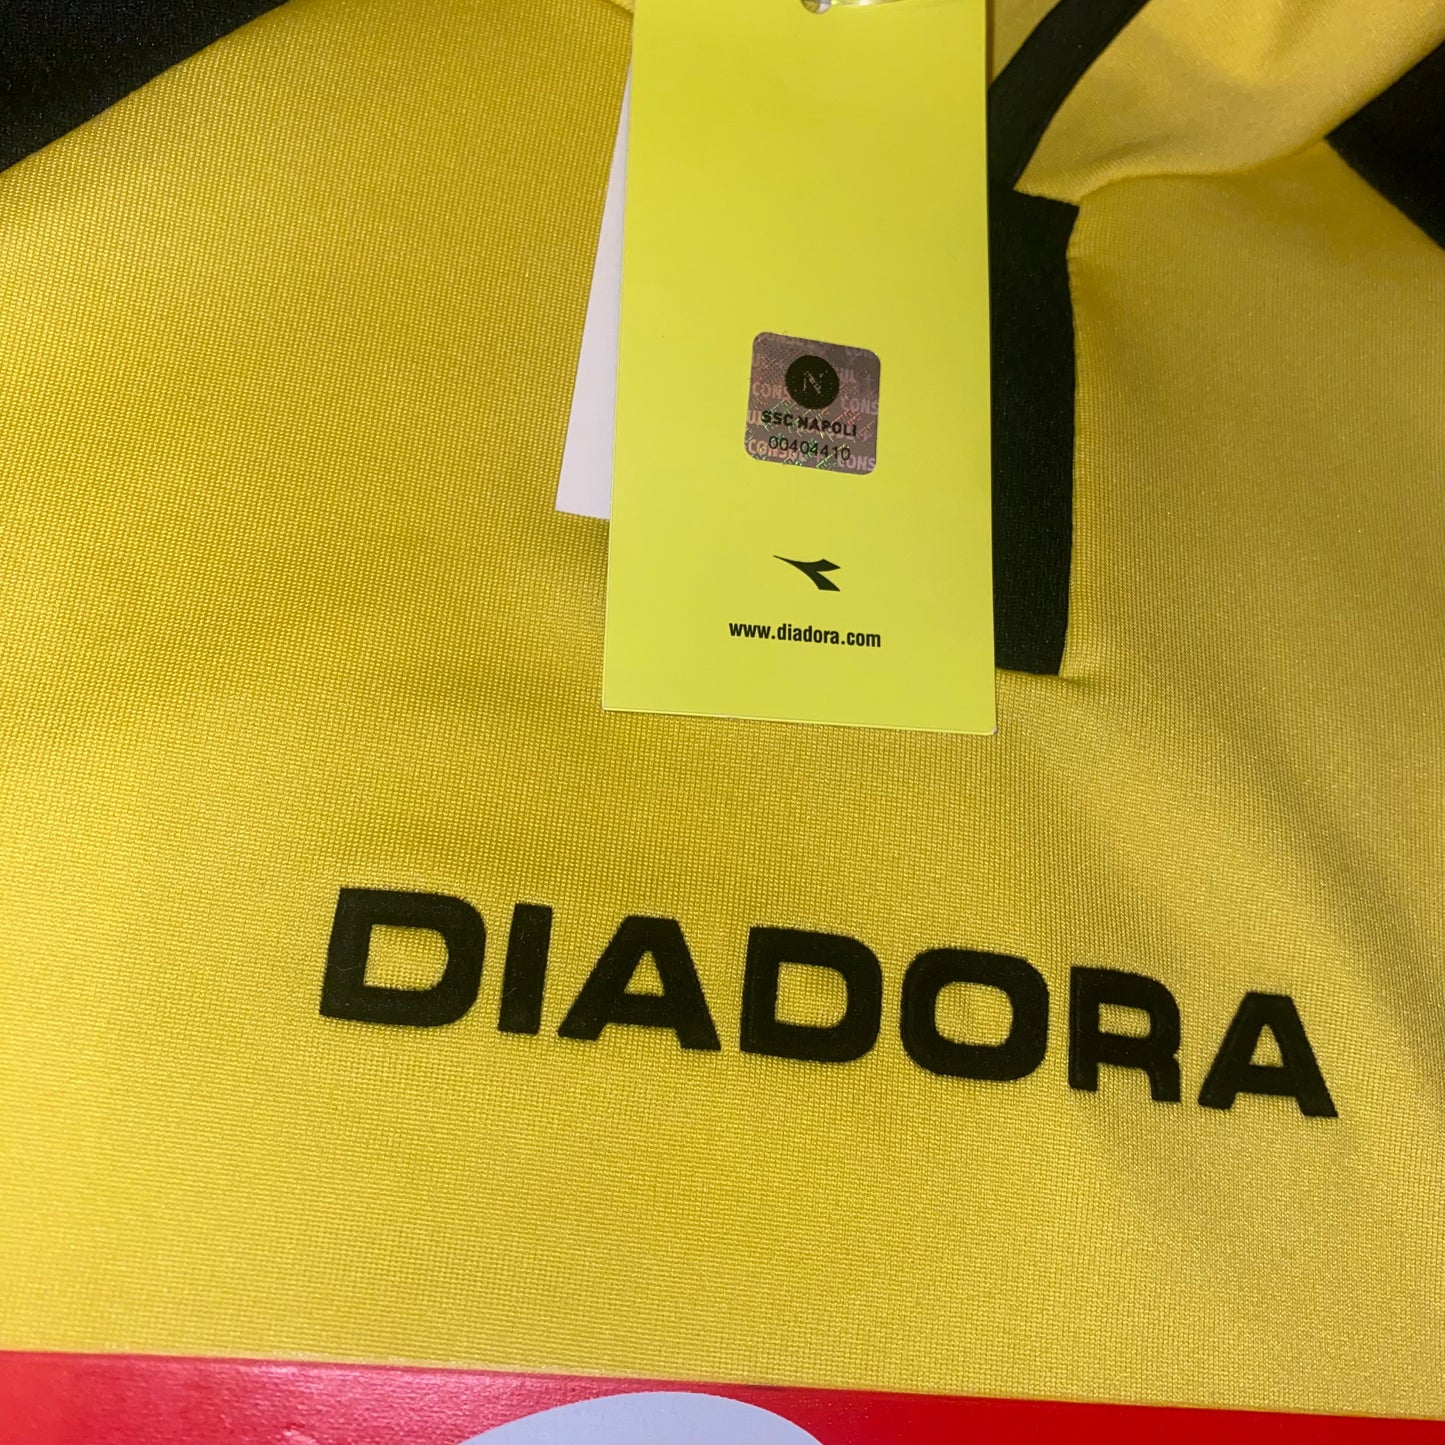 N
SSC NAPOLI
00404410
www.diadora.com
DIADORA